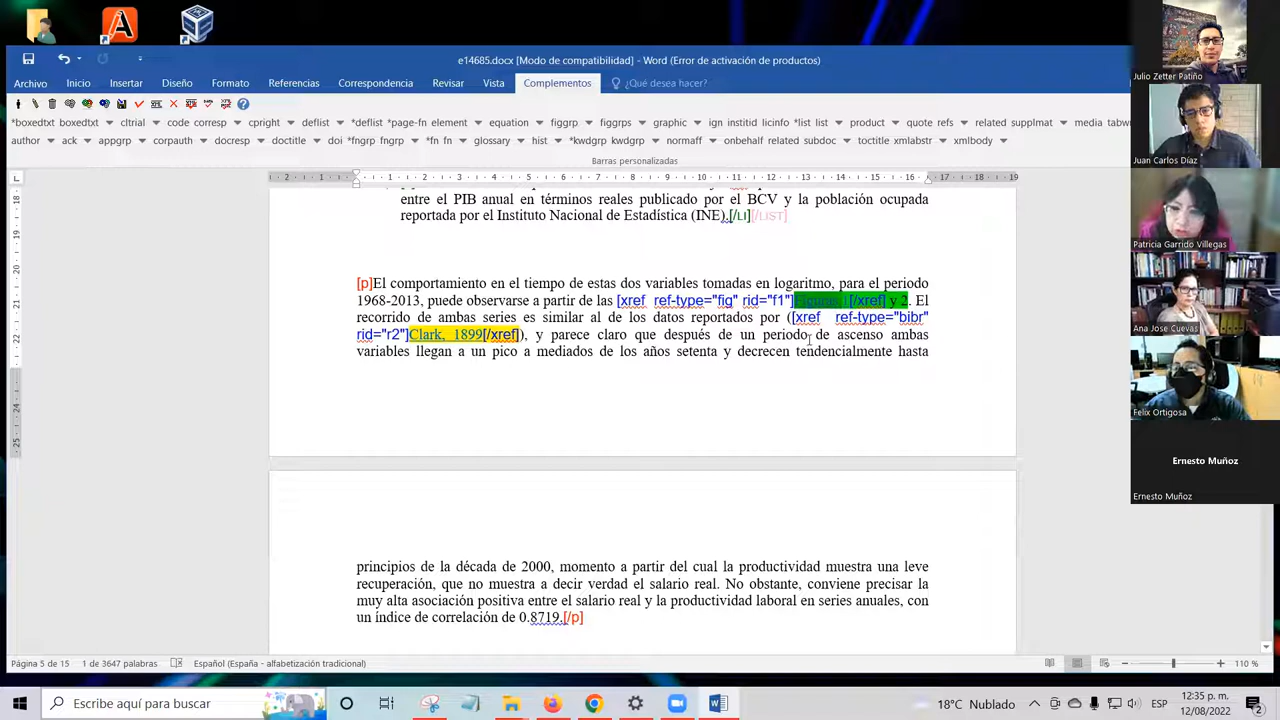 e14685.docx [Modo de compatibilidad] - Word (Error de activación de productos)
Archivo Inicio Insertar Diseño Formato Referencias Correspondencia Revisar Vista Complementos ¿Qué desea hacer?
*boxedtxt boxedtxt cltrial code corresp cpright deflist *deflist *page-fn element equation figgrp figgrps graphic ign institid licinfo *list list product quote refs related supplmat media tabw
author ack appgrp corpauth docresp doctitle doi *fngrp fngrp *fn fn glossary hist *kwdgrp kwdgrp normaff onbehalf related subdoc toctitle xmlabstr xmlbody
Barras personalizadas
entre el PIB anual en términos reales publicado por el BCV y la población ocupada
reportada por el Instituto Nacional de Estadística (INE).[/LI][/LIST]
[p]El comportamiento en el tiempo de estas dos variables tomadas en logaritmo, para el periodo
1968-2013, puede observarse a partir de las [xref ref-type="fig" rid="f1"]Figuras 1[/xref] y 2. El
recorrido de ambas series es similar al de los datos reportados por ([xref ref-type="bibr"
rid="r2"]Clark, 1899[/xref]), y parece claro que después de un periodo de ascenso ambas
variables llegan a un pico a mediados de los años setenta y decrecen tendencialmente hasta
principios de la década de 2000, momento a partir del cual la productividad muestra una leve
recuperación, que no muestra a decir verdad el salario real. No obstante, conviene precisar la
muy alta asociación positiva entre el salario real y la productividad laboral en series anuales, con
un índice de correlación de 0.8719.[/p]
Página 5 de 15 1 de 3647 palabras Español (España - alfabetización tradicional) 110 %
Escribe aquí para buscar
18°C Nublado ESP 12:35 p. m.
12/08/2022
2
Julio Zetter Patiño
Juan Carlos Díaz
Patricia Garrido Villegas
Ana Jose Cuevas
Felix Ortigosa
Ernesto Muñoz
Ernesto Muñoz